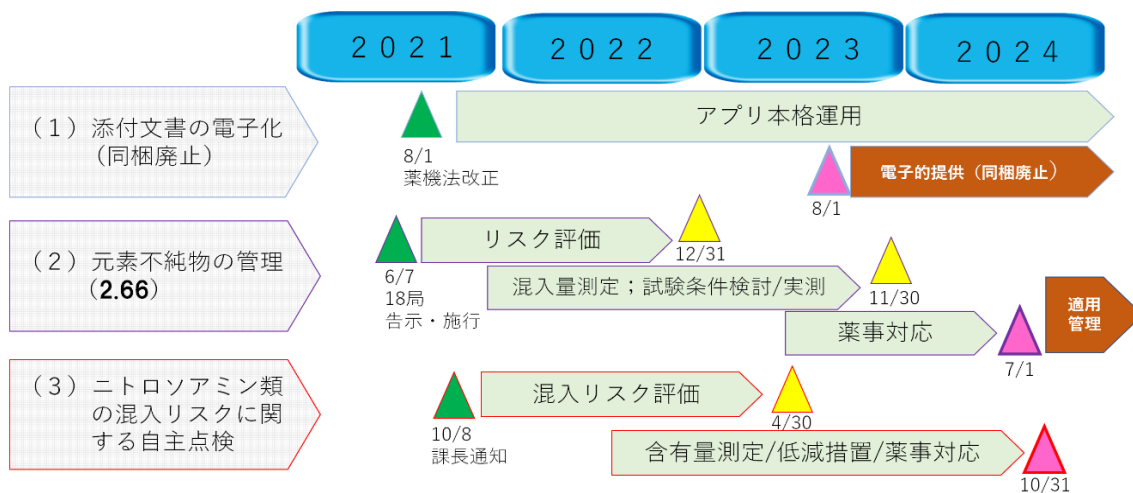 ２０２１
２０２２
２０２３
２０２４
（１）添付文書の電子化
（同梱廃止）
アプリ本格運用
8/1
薬機法改正
電子的提供（同梱廃止）
8/1
（２）元素不純物の管理
（2.66）
リスク評価
12/31
6/7
18局
告示・施行
混入量測定；試験条件検討/実測
11/30
薬事対応
7/1
適用
管理
（３）ニトロソアミン類
の混入リスクに関
する自主点検
混入リスク評価
4/30
10/8
課長通知
含有量測定/低減措置/薬事対応
10/31